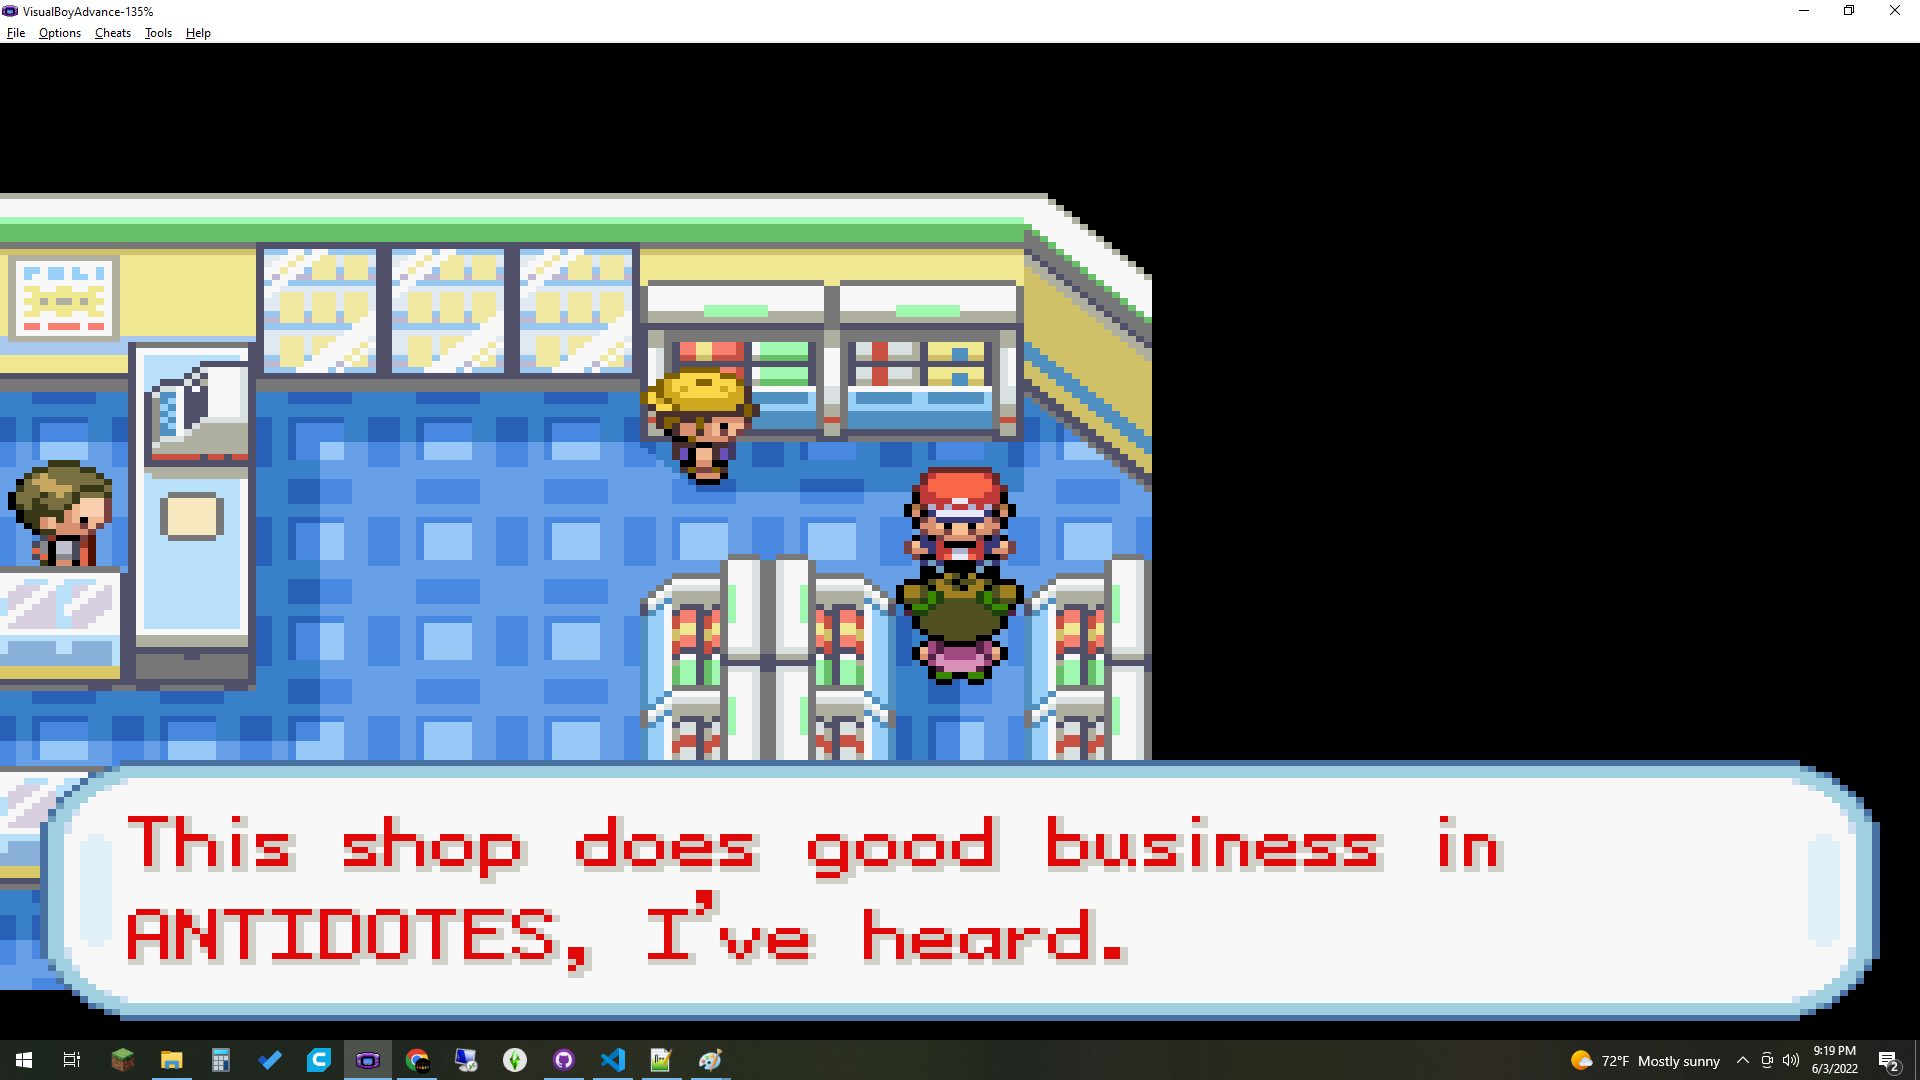 VisualBoyAdvance-135%
File Options Cheats Tools Help
This shop does good business in
ANTIDOTES, I've heard.
72°F Mostly sunny
9:19 PM
6/3/2022
2